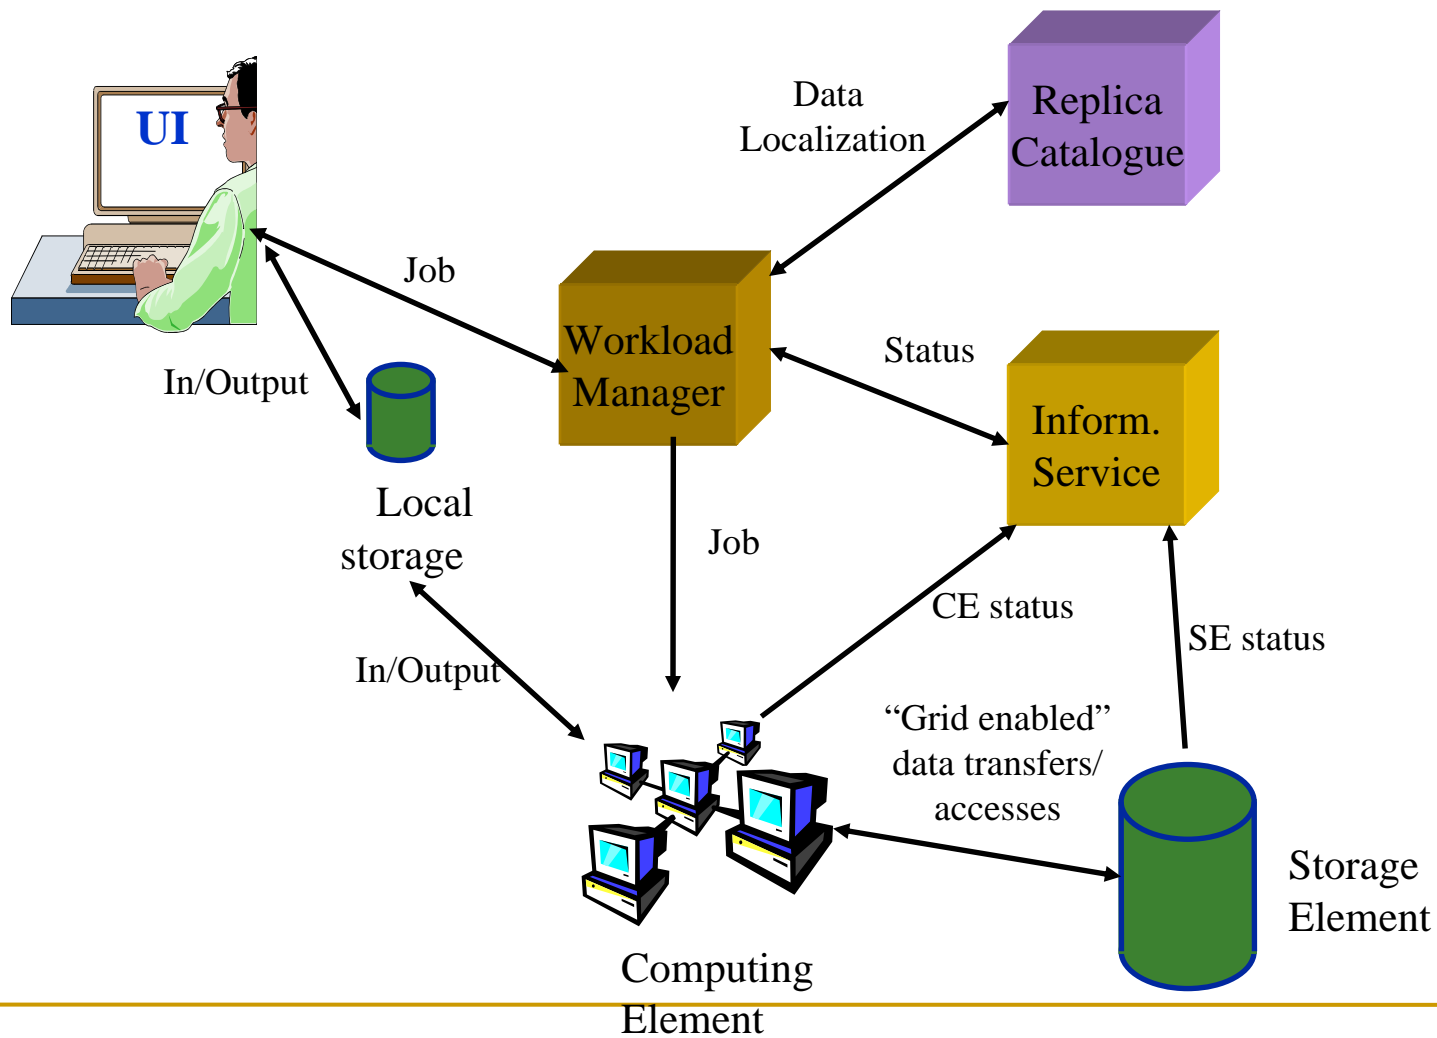 UI
Data
Localization
Replica
Catalogue
Job
Workload
Manager
Status
Inform.
Service
In/Output
Local
storage
Job
CE status
SE status
In/Output
“Grid enabled”
data transfers/
accesses
Storage
Element
Computing
Element